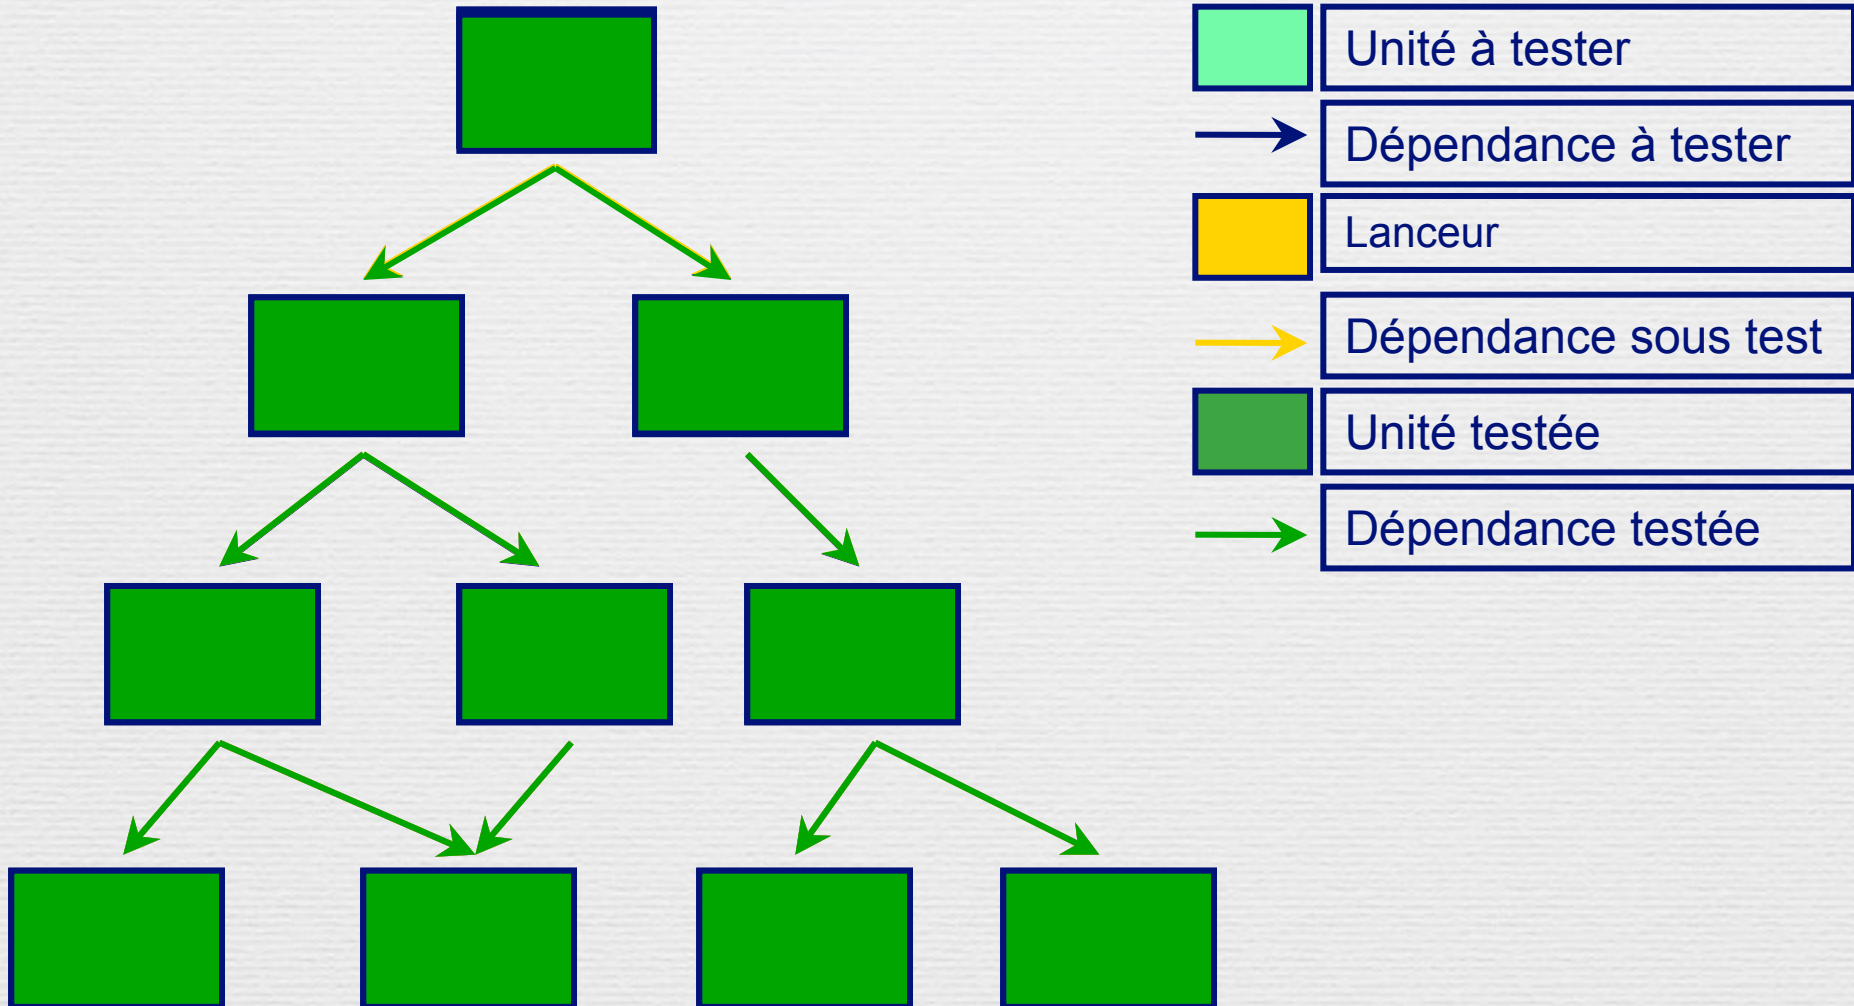 Unité à tester
Dépendance à tester
Lanceur
Dépendance sous test
Unité testée
Dépendance testée